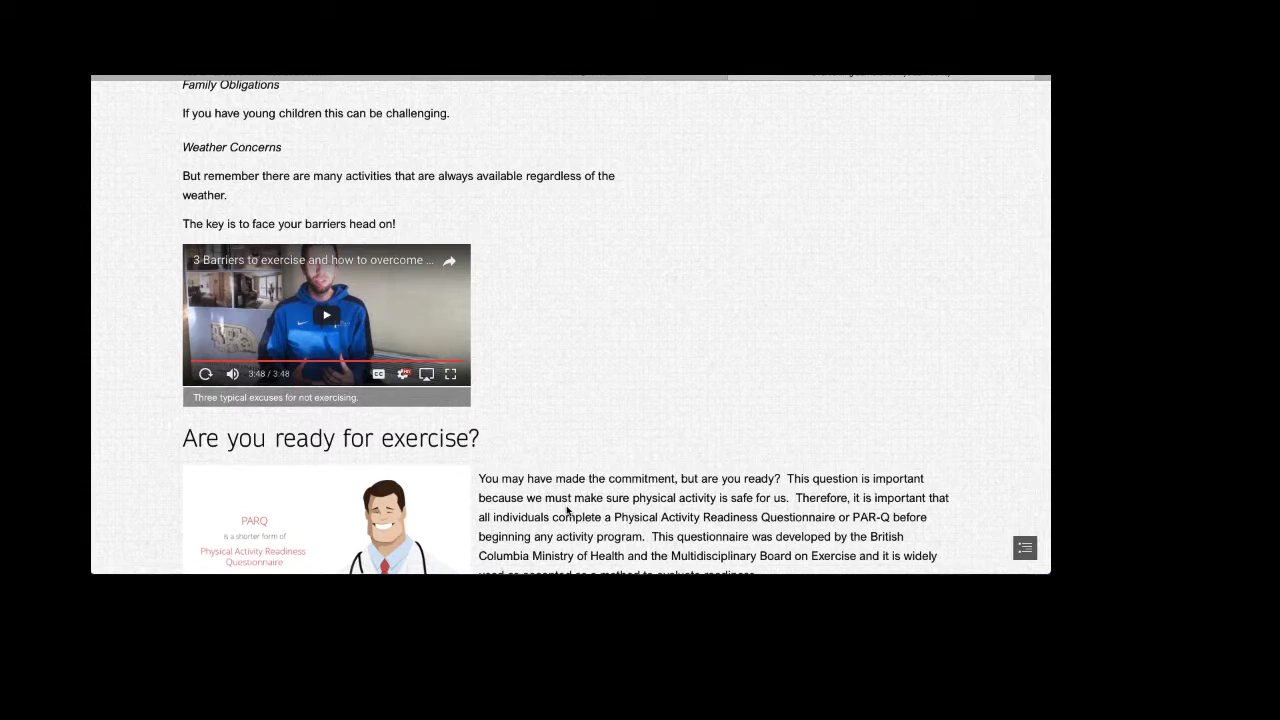 Family Obligations
If you have young children this can be challenging.
Weather Concerns
But remember there are many activities that are always available regardless of the
weather.
The key is to face your barriers head on!
3 Barriers to exercise and how to overcome ...
3:48 / 3:48
CC
HD
Three typical excuses for not exercising.
Are you ready for exercise?
PARQ
is a shorter form of
Physical Activity Readiness
Questionnaire
You may have made the commitment, but are you ready?  This question is important
because we must make sure physical activity is safe for us.  Therefore, it is important that
all individuals complete a Physical Activity Readiness Questionnaire or PAR-Q before
beginning any activity program.  This questionnaire was developed by the British
Columbia Ministry of Health and the Multidisciplinary Board on Exercise and it is widely